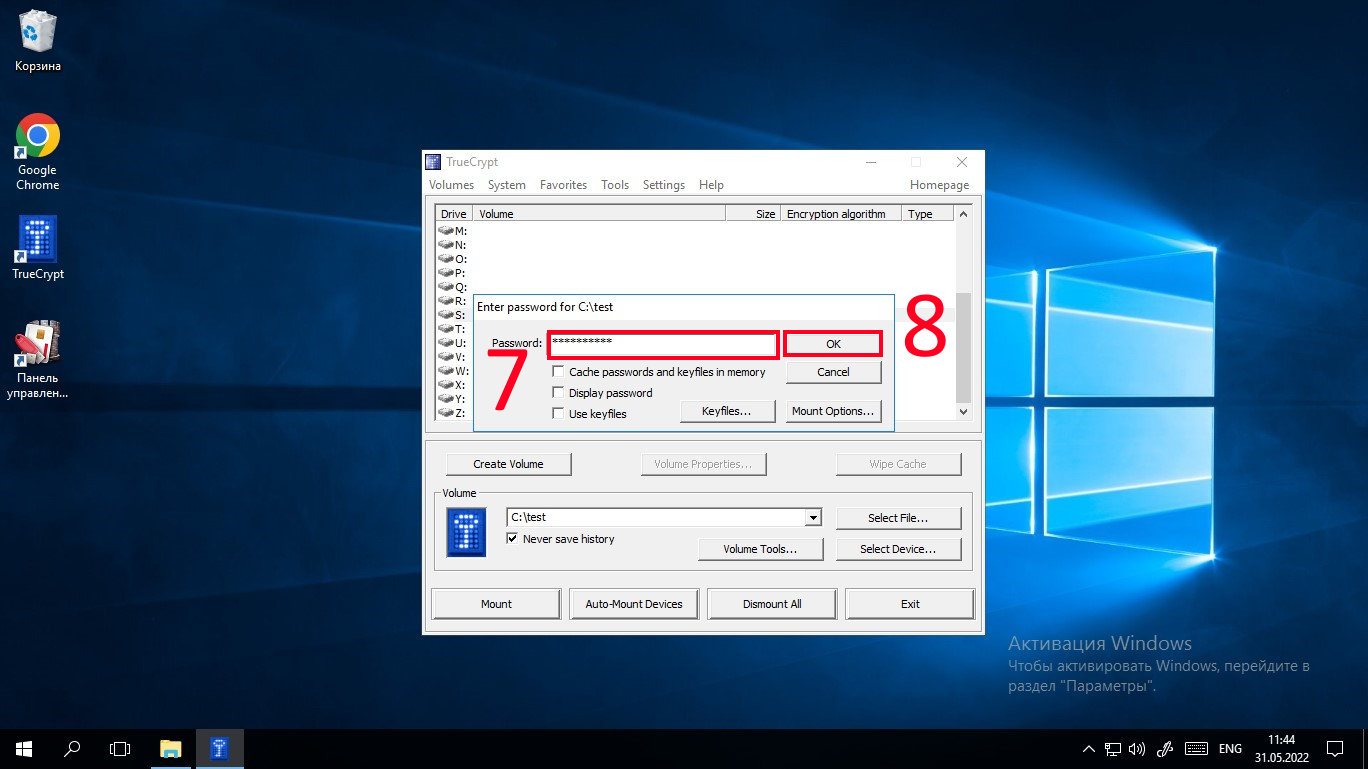 Корзина
Google
Chrome
TrueCrypt
Панель
управлен...
TrueCrypt
Volumes System Favorites Tools Settings Help Homepage
Drive Volume Size Encryption algorithm Type
M:
N:
O:
P:
Q:
R:
S:
T:
U:
V:
W:
X:
Y:
Z:
Enter password for C:\test
Password: ********** OK
7
8
Cache passwords and keyfiles in memory Cancel
Display password
Use keyfiles Keyfiles... Mount Options...
Create Volume Volume Properties... Wipe Cache
Volume
C:\test Select File...
Never save history
Volume Tools... Select Device...
Mount Auto-Mount Devices Dismount All Exit
Активация Windows
Чтобы активировать Windows, перейдите в
раздел "Параметры".
ENG
11:44
31.05.2022